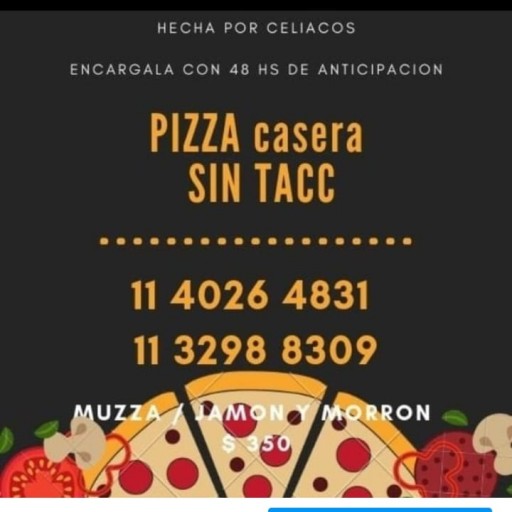 HECHA POR CELIACOS
ENCARGALA CON 48 HS DE ANTICIPACION
PIZZA casera
SIN TACC
11 4026 4831
11 3298 8309
MUZZA / JAMON Y MORRON
$ 350